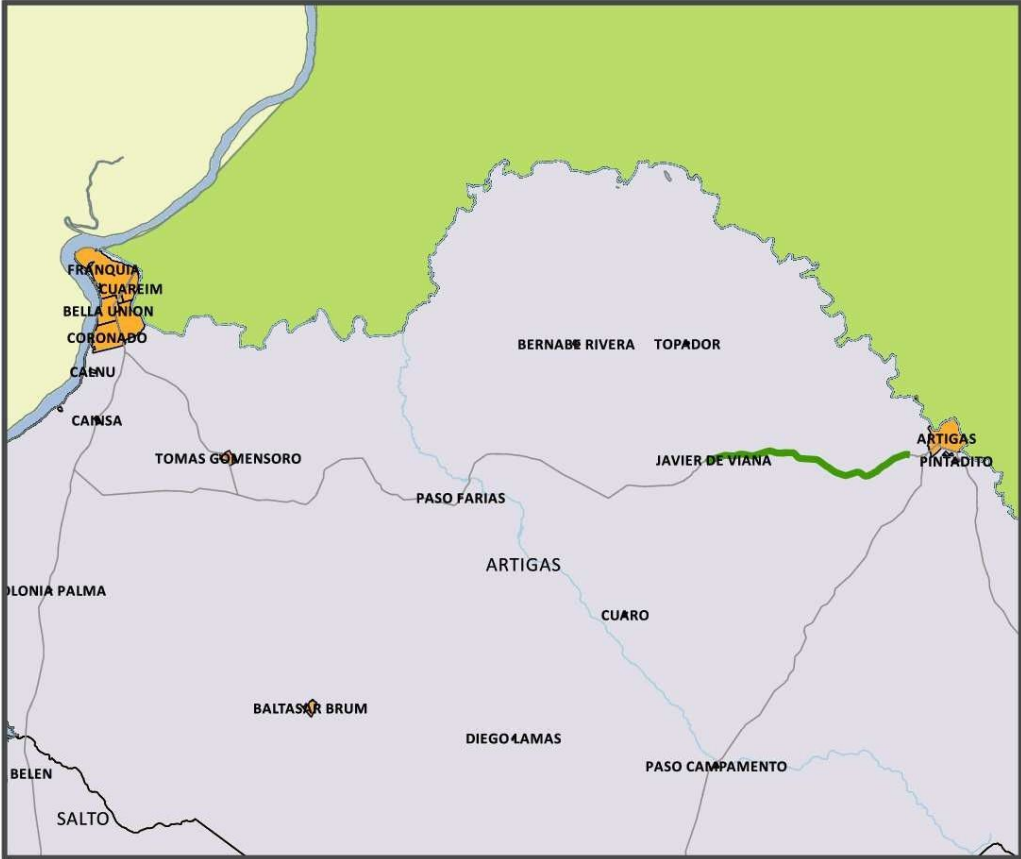 FRANQUIA
CUAREIM
BELLA UNION
CORONADO
BERNABE RIVERA
TOPADOR
CALNU
CAINSA
ARTIGAS
TOMAS GOMENSORO
JAVIER DE VIANA
PINTADITO
PASO FARIAS
ARTIGAS
OLONIA PALMA
CUARO
BALTASAR BRUM
DIEGO LAMAS
PASO CAMPAMENTO
BELEN
SALTO